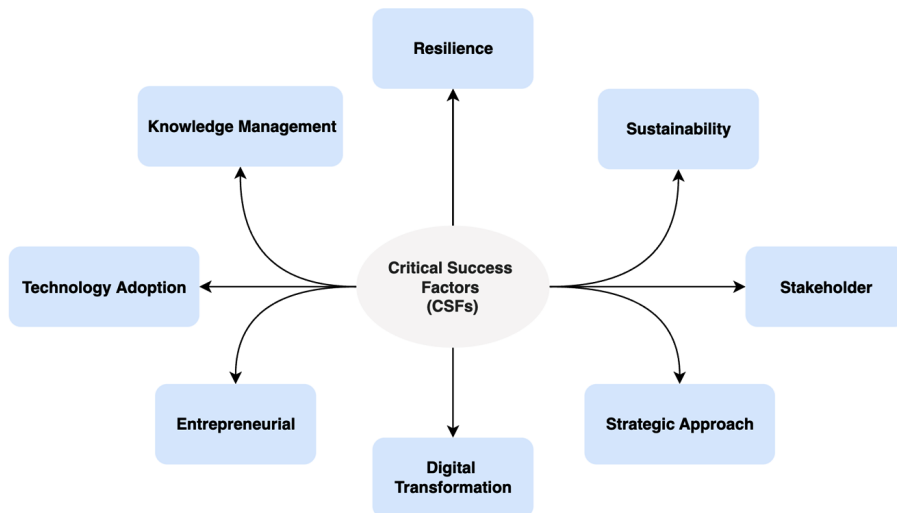 Resilience
Knowledge Management
Sustainability
Critical Success
Factors
(CSFs)
Technology Adoption
Stakeholder
Entrepreneurial
Strategic Approach
Digital
Transformation